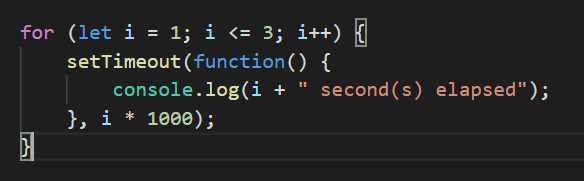 for (let i = 1; i <= 3; i++) {
    setTimeout(function() {
        console.log(i + " second(s) elapsed");
    }, i * 1000);
}